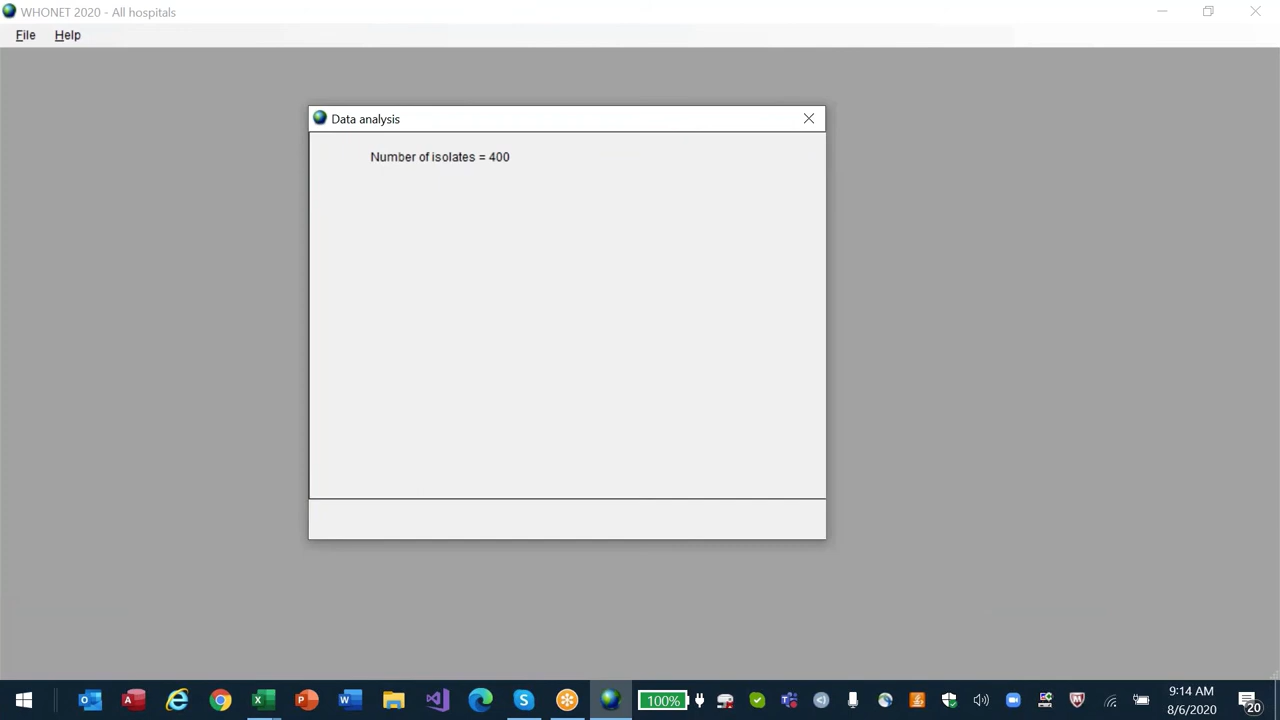 WHONET 2020 - All hospitals
File Help
Data analysis
Number of isolates = 400
100%
9:14 AM
8/6/2020
20